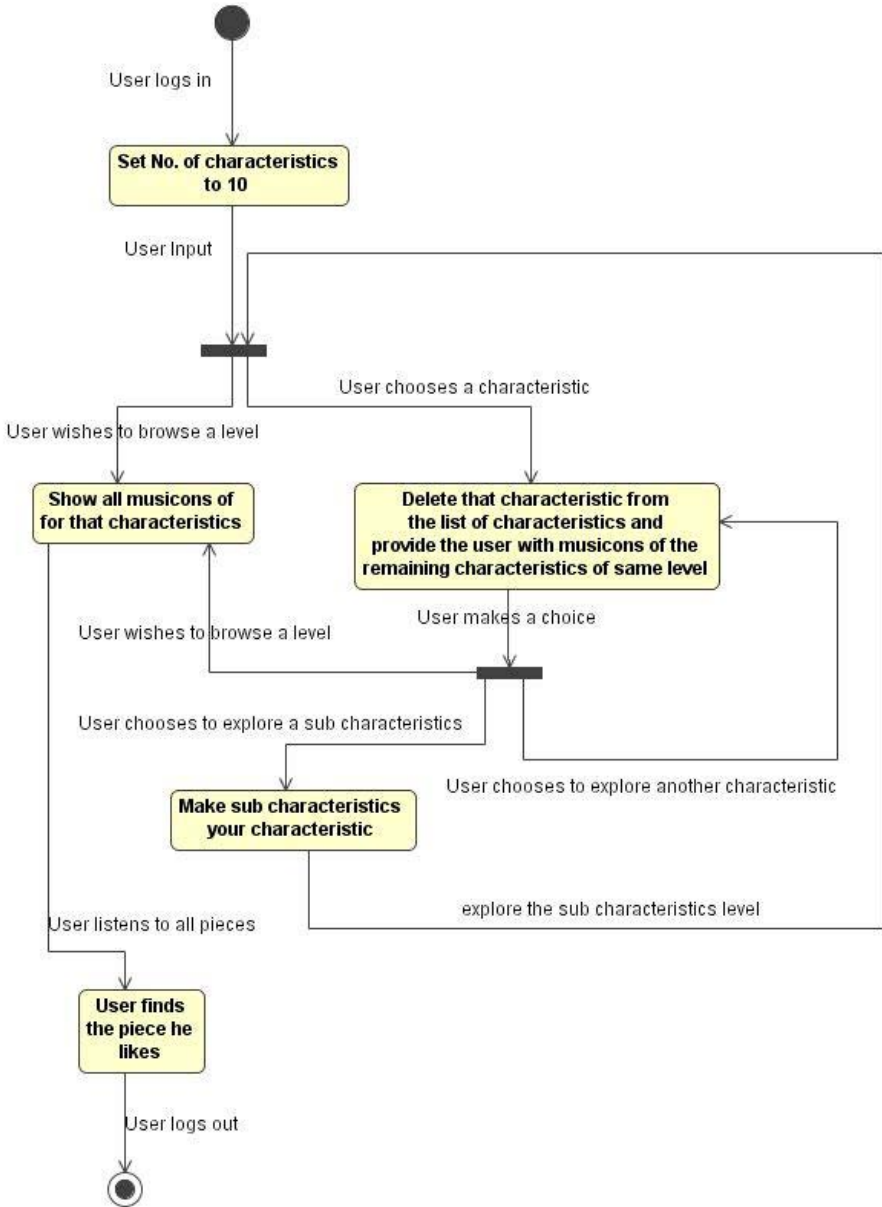 User logs in
Set No. of characteristics
to 10
User Input
User chooses a characteristic
User wishes to browse a level
Show all musicons of
for that characteristics
Delete that characteristic from
the list of characteristics and
provide the user with musicons of the
remaining characteristics of same level
User makes a choice
User wishes to browse a level
User chooses to explore a sub characteristics
User chooses to explore another characteristic
Make sub characteristics
your characteristic
explore the sub characteristics level
User listens to all pieces
User finds
the piece he
likes
User logs out